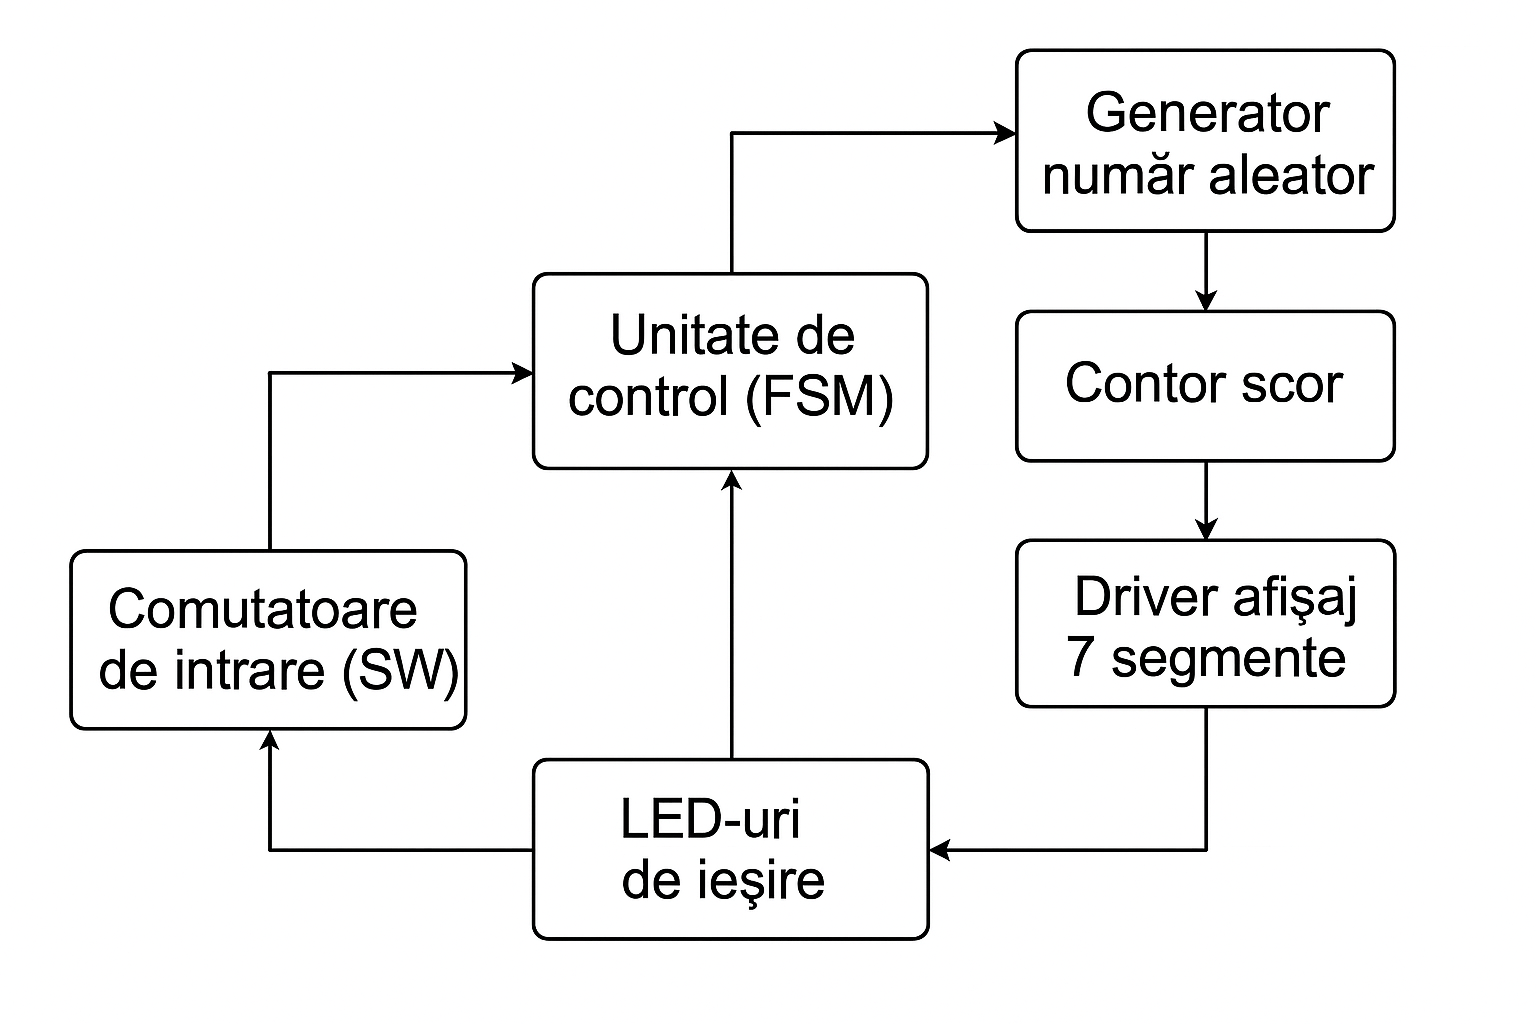 Generator
număr aleator
Unitate de
control (FSM)
Contor scor
Comutatoare
de intrare (SW)
Driver afişaj
7 segmente
LED-uri
de ieşire